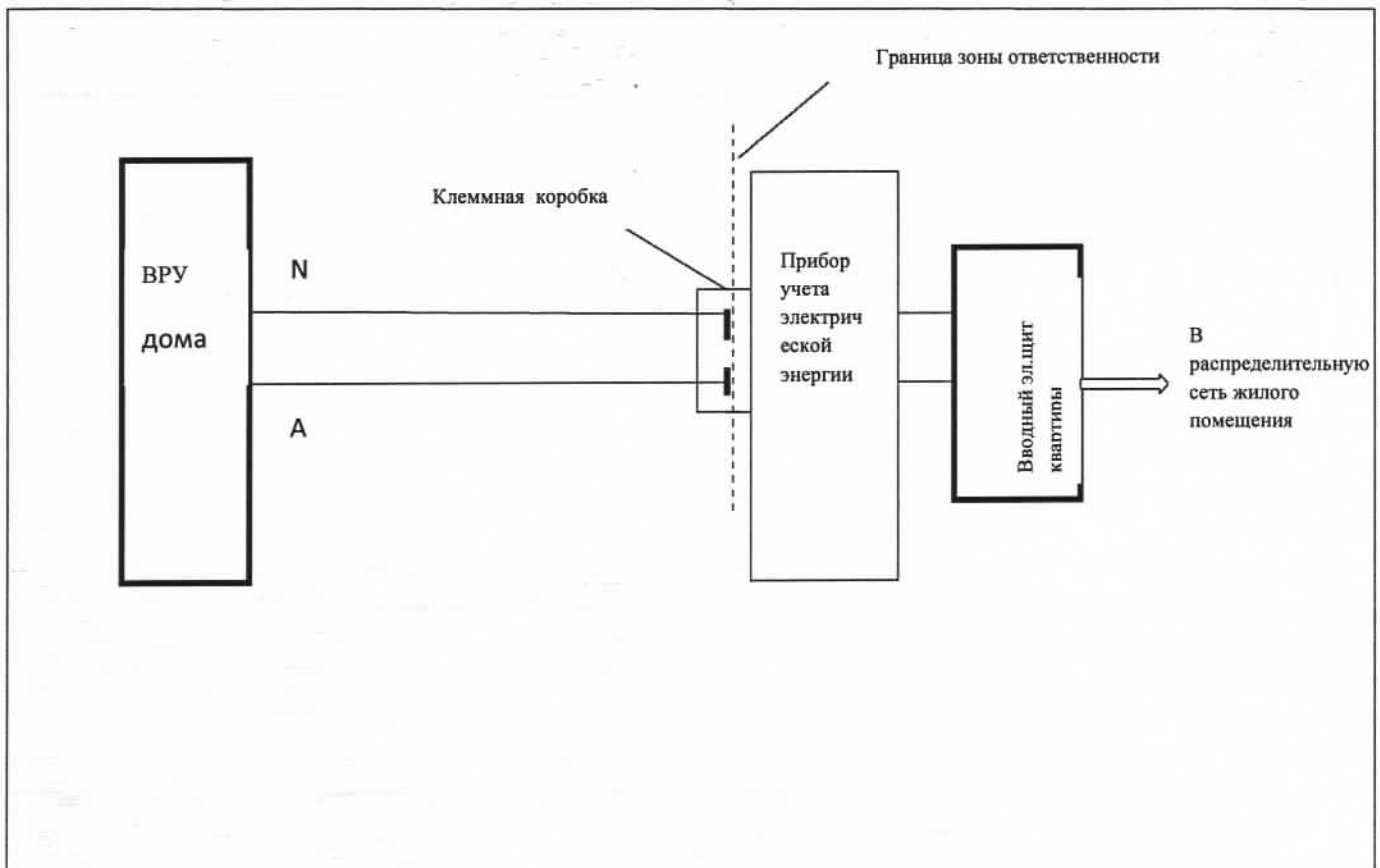 Граница зоны ответственности
Клеммная коробка
ВРУ
дома
N
A
Прибор
учета
электрич
еской
энергии
Вводный эл.щит
квартиры
В
распределительную
сеть жилого
помещения